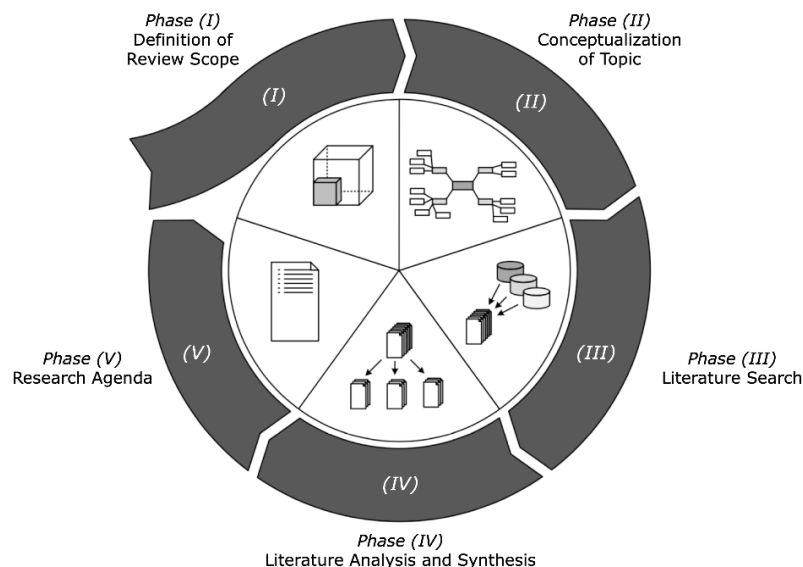 Phase (I)
Definition of
Review Scope
Phase (II)
Conceptualization
of Topic
(I)
(II)
(III)
Phase (III)
Literature Search
(IV)
Phase (IV)
Literature Analysis and Synthesis
(V)
Phase (V)
Research Agenda